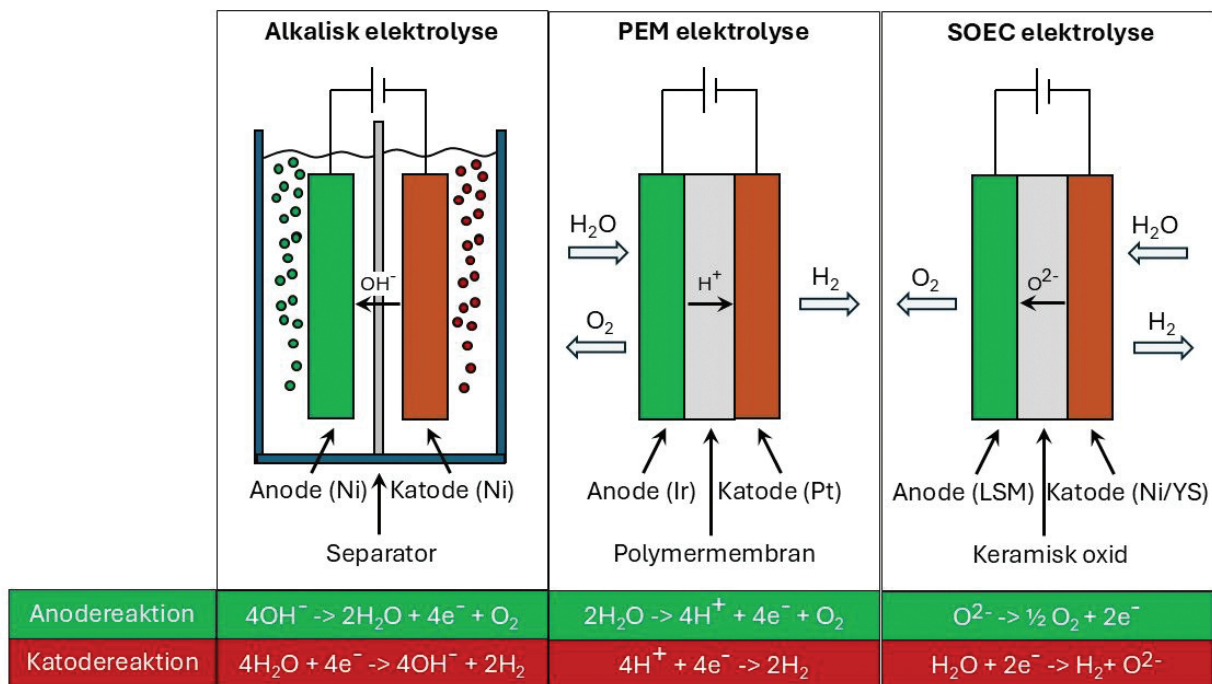 Alkalisk elektrolyse
OH⁻
Anode (Ni) Katode (Ni)
Separator
PEM elektrolyse
H₂O
O₂
H⁺
H₂
Anode (Ir) Katode (Pt)
Polymermembran
SOEC elektrolyse
O₂
O²⁻
H₂O
H₂
Anode (LSM) Katode (Ni/YS)
Keramisk oxid
Anodereaktion 4OH⁻ -> 2H₂O + 4e⁻ + O₂ 2H₂O -> 4H⁺ + 4e⁻ + O₂ O²⁻ -> ½ O₂ + 2e⁻
Katodereaktion 4H₂O + 4e⁻ -> 4OH⁻ + 2H₂ 4H⁺ + 4e⁻ -> 2H₂ H₂O + 2e⁻ -> H₂+ O²⁻